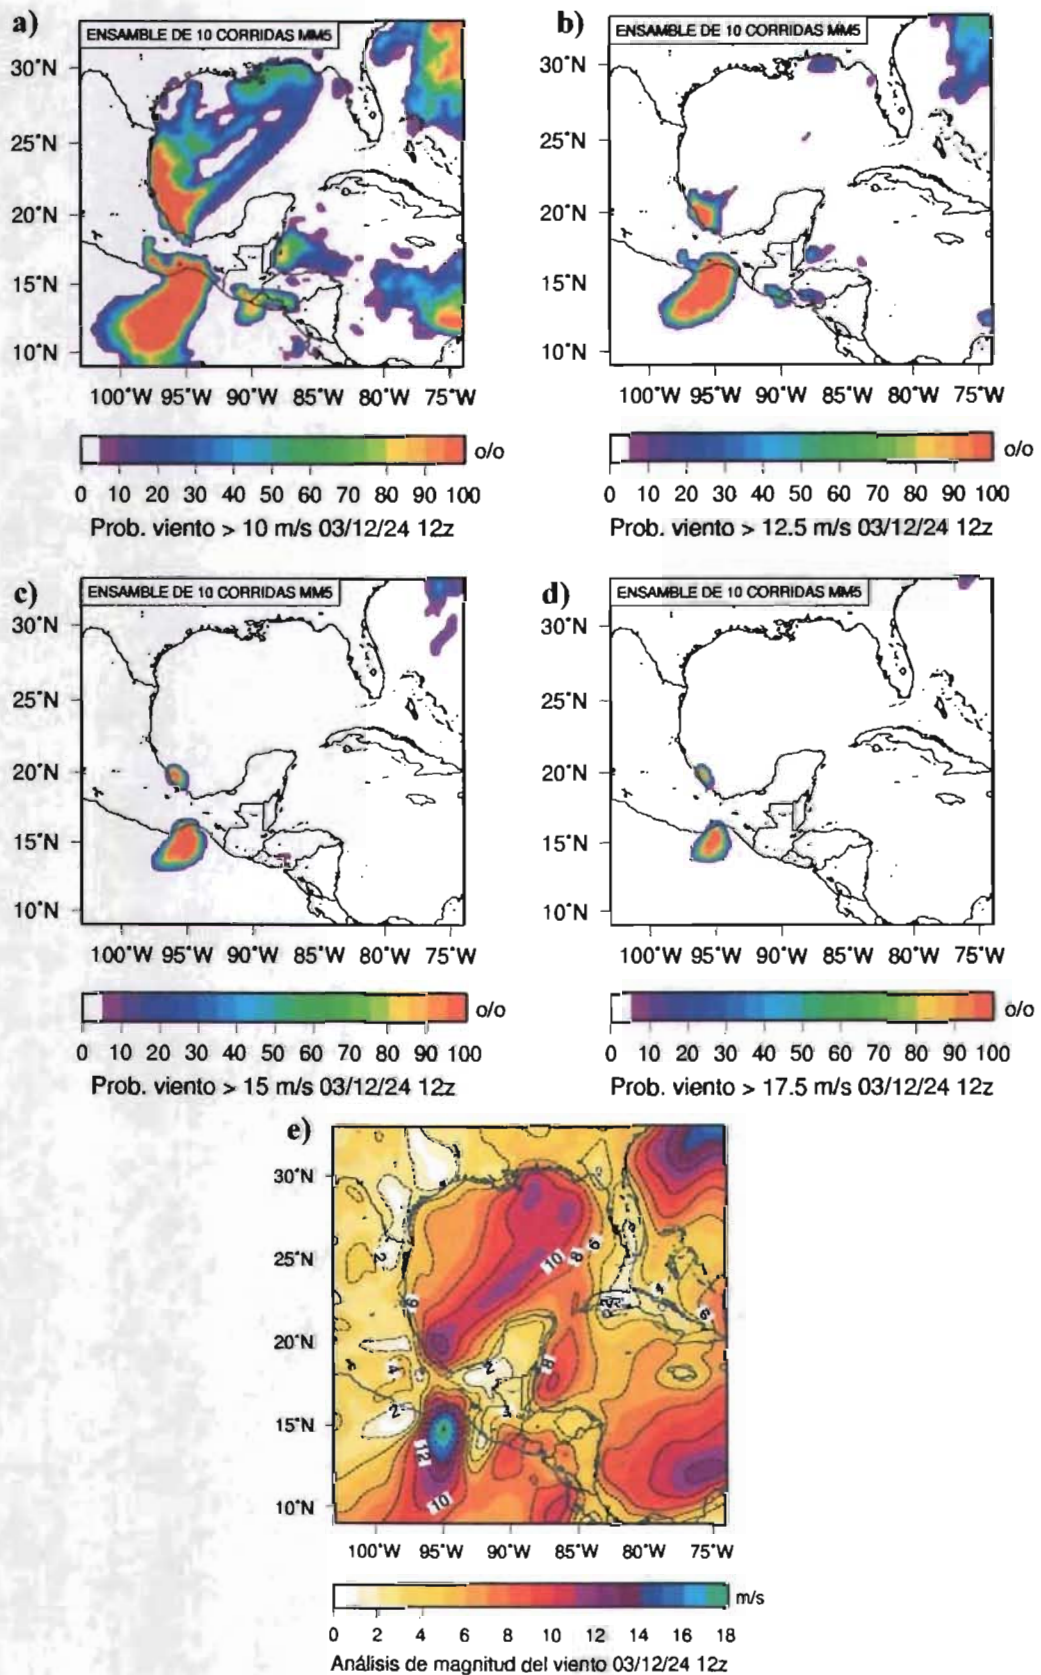 a)
ENSAMBLE DE 10 CORRIDAS MM5
30°N
25°N
20°N
15°N
10°N
100°W 95°W 90°W 85°W 80°W 75°W
o/o
0 10 20 30 40 50 60 70 80 90 100
Prob. viento > 10 m/s 03/12/24 12z
b)
ENSAMBLE DE 10 CORRIDAS MM5
30°N
25°N
20°N
15°N
10°N
100°W 95°W 90°W 85°W 80°W 75°W
o/o
0 10 20 30 40 50 60 70 80 90 100
Prob. viento > 12.5 m/s 03/12/24 12z
c)
ENSAMBLE DE 10 CORRIDAS MM5
30°N
25°N
20°N
15°N
10°N
100°W 95°W 90°W 85°W 80°W 75°W
o/o
0 10 20 30 40 50 60 70 80 90 100
Prob. viento > 15 m/s 03/12/24 12z
d)
ENSAMBLE DE 10 CORRIDAS MM5
30°N
25°N
20°N
15°N
10°N
100°W 95°W 90°W 85°W 80°W 75°W
o/o
0 10 20 30 40 50 60 70 80 90 100
Prob. viento > 17.5 m/s 03/12/24 12z
e)
30°N
25°N
20°N
15°N
10°N
2
10
8
6
4
6
6
4
2
8
2
12
10
100°W 95°W 90°W 85°W 80°W 75°W
m/s
0 2 4 6 8 10 12 14 16 18
Análisis de magnitud del viento 03/12/24 12z